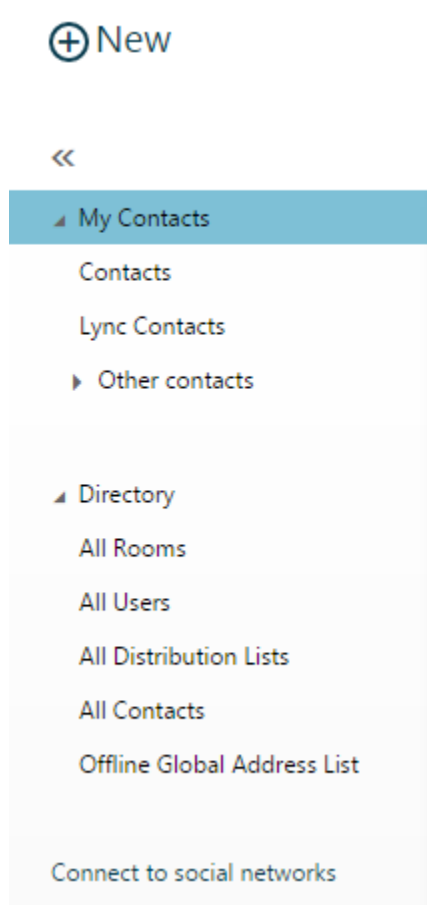 New
My Contacts
Contacts
Lync Contacts
Other contacts
Directory
All Rooms
All Users
All Distribution Lists
All Contacts
Offline Global Address List
Connect to social networks